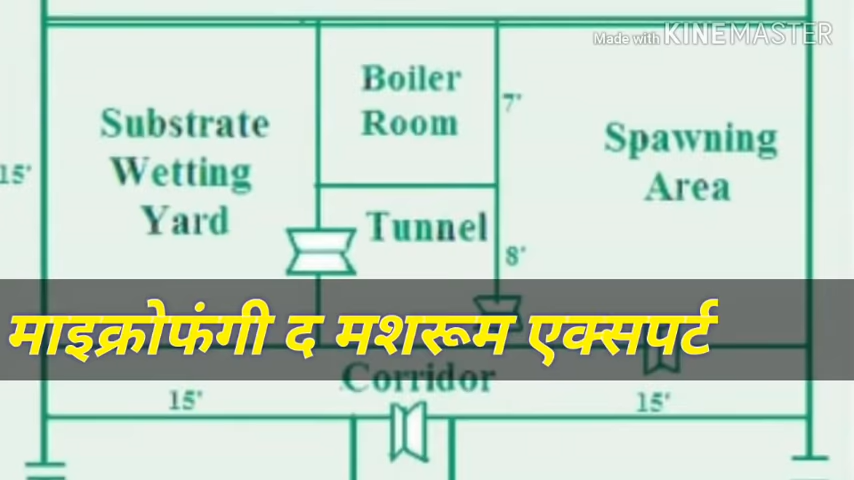 Made with KINEMASTER
Boiler
Room
7'
Substrate
Wetting
Yard
Spawning
Area
15'
Tunnel
8'
माइक्रोफंगी द मशरूम एक्सपर्ट
Corridor
15'
15'